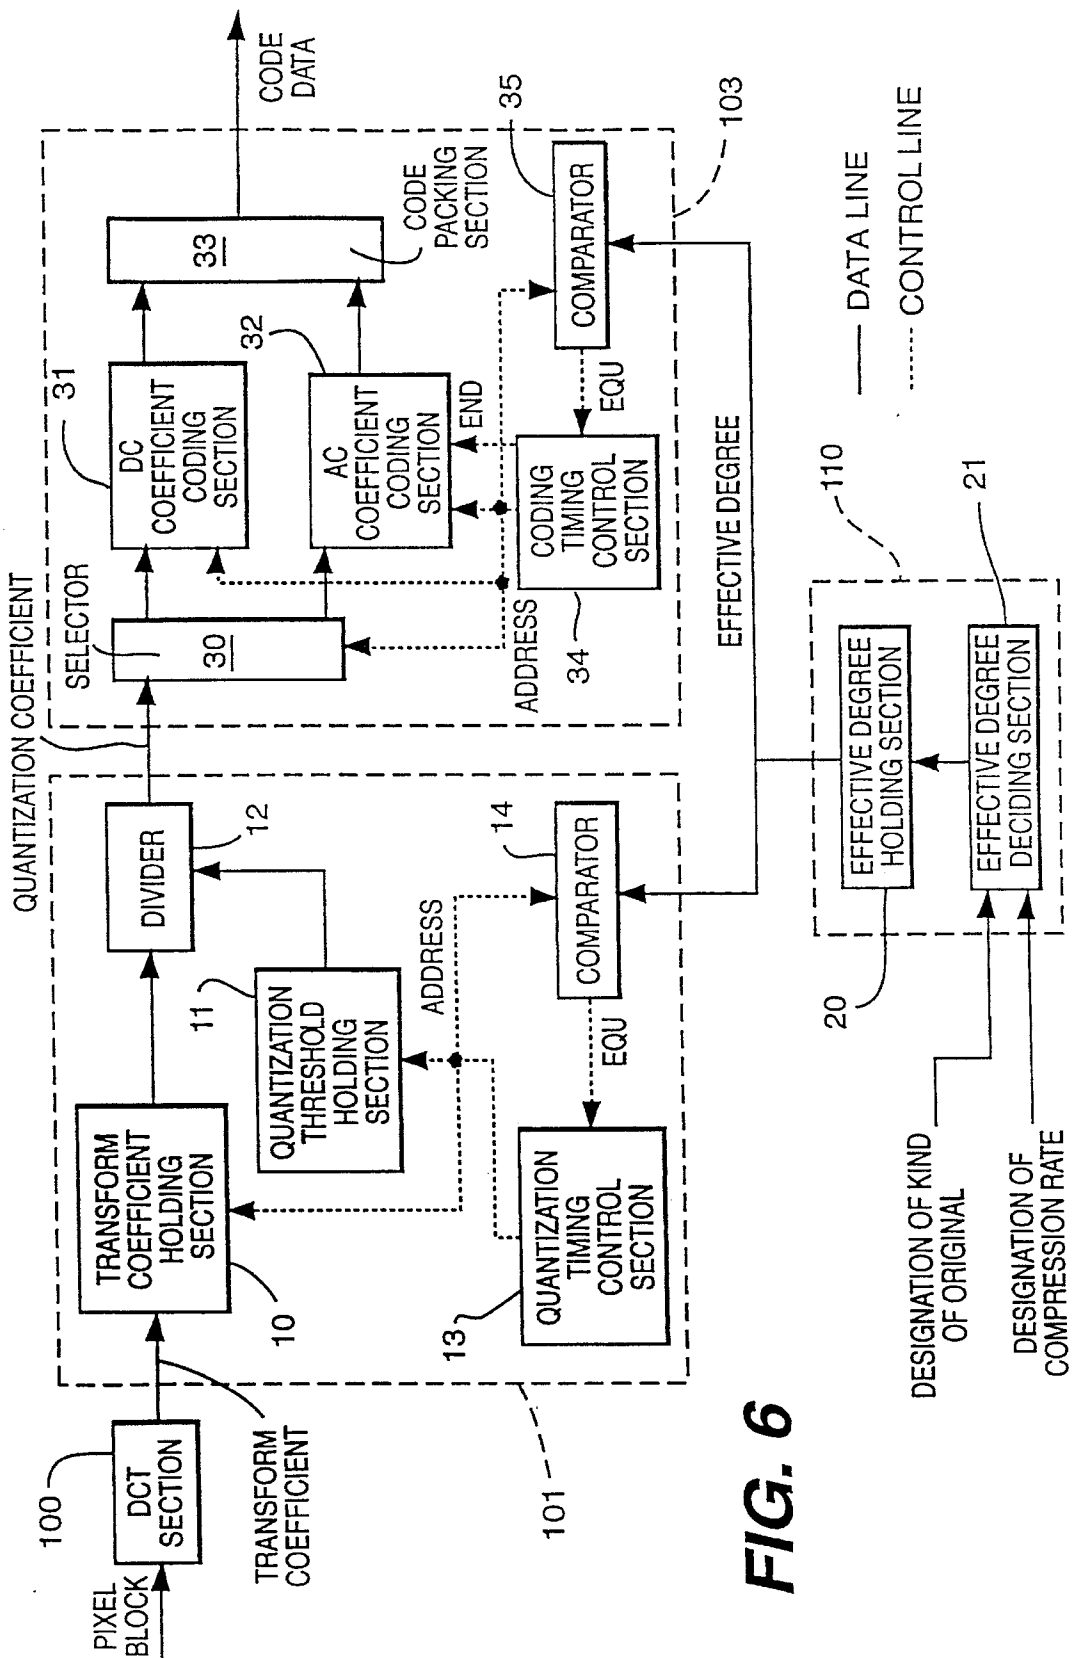 PIXEL
BLOCK
100
DCT
SECTION
TRANSFORM
COEFFICIENT
TRANSFORM
COEFFICIENT
HOLDING
SECTION
10
DIVIDER
12
QUANTIZATION COEFFICIENT
11
QUANTIZATION
THRESHOLD
HOLDING
SECTION
ADDRESS
13
QUANTIZATION
TIMING
CONTROL
SECTION
EQU
COMPARATOR
14
101
SELECTOR
30
31
DC
COEFFICIENT
CODING
SECTION
32
AC
COEFFICIENT
CODING
SECTION
33
CODE
PACKING
SECTION
CODE
DATA
ADDRESS
END
34
CODING
TIMING
CONTROL
SECTION
EQU
COMPARATOR
35
103
EFFECTIVE DEGREE
110
EFFECTIVE DEGREE
HOLDING SECTION
20
EFFECTIVE DEGREE
DECIDING SECTION
21
DESIGNATION OF KIND
OF ORIGINAL
DESIGNATION OF
COMPRESSION RATE
DATA LINE
CONTROL LINE
FIG. 6